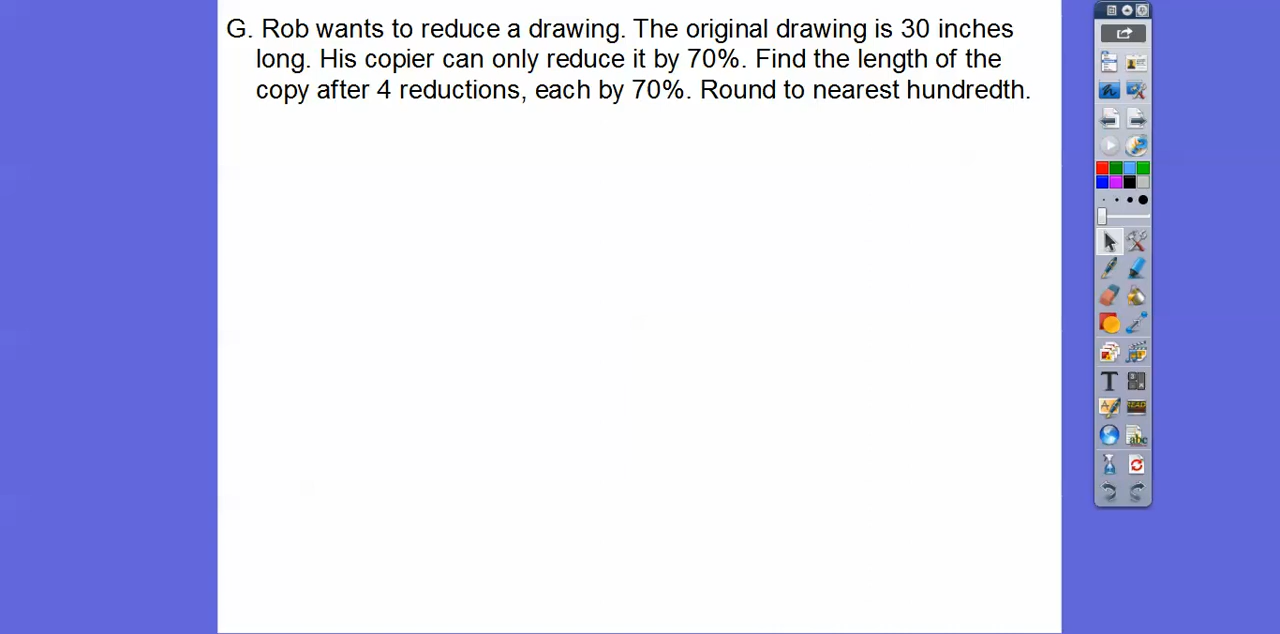 G. Rob wants to reduce a drawing. The original drawing is 30 inches
long. His copier can only reduce it by 70%. Find the length of the
copy after 4 reductions, each by 70%. Round to nearest hundredth.